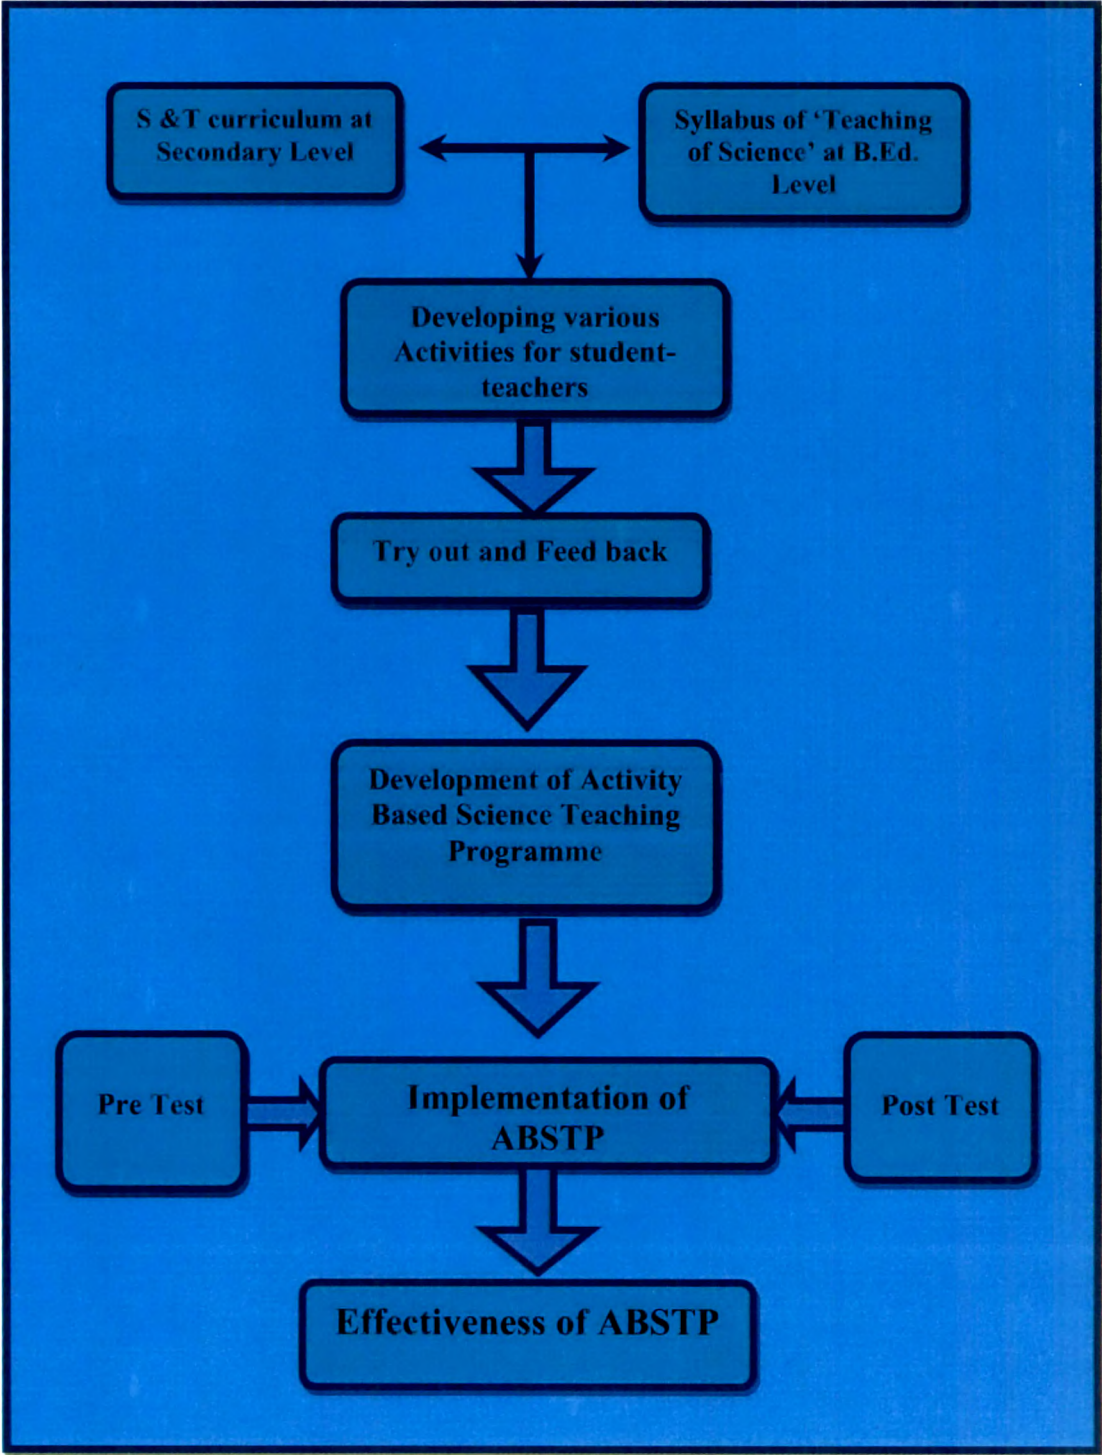 S &T curriculum at
Secondary Level
Syllabus of ‘Teaching
of Science’ at B.Ed.
Level
Developing various
Activities for student-
teachers
Try out and Feed back
Development of Activity
Based Science Teaching
Programme
Pre Test
Implementation of
ABSTP
Post Test
Effectiveness of ABSTP